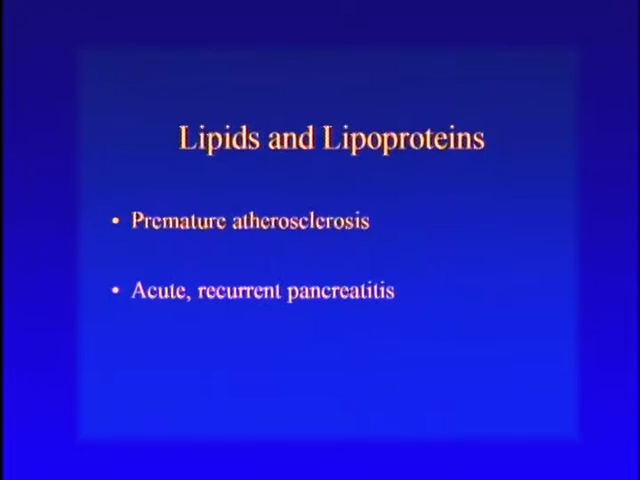 Lipids and Lipoproteins
• Premature atherosclerosis
• Acute, recurrent pancreatitis